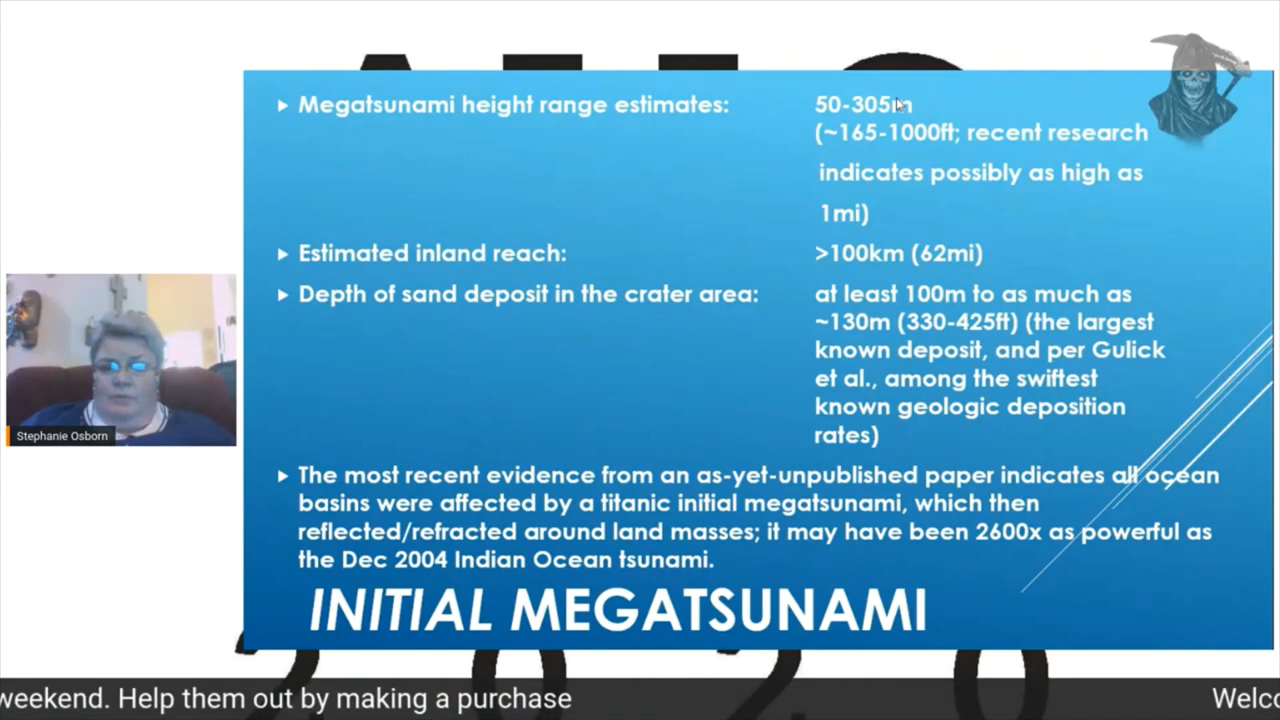 Megatsunami height range estimates: 50-305m
(~165-1000ft; recent research
indicates possibly as high as
1mi)
Estimated inland reach: >100km (62mi)
Depth of sand deposit in the crater area: at least 100m to as much as
~130m (330-425ft) (the largest
known deposit, and per Gulick
et al., among the swiftest
known geologic deposition
rates)
The most recent evidence from an as-yet-unpublished paper indicates all ocean
basins were affected by a titanic initial megatsunami, which then
reflected/refracted around land masses; it may have been 2600x as powerful as
the Dec 2004 Indian Ocean tsunami.
INITIAL MEGATSUNAMI
Stephanie Osborn
2020
weekend. Help them out by making a purchase